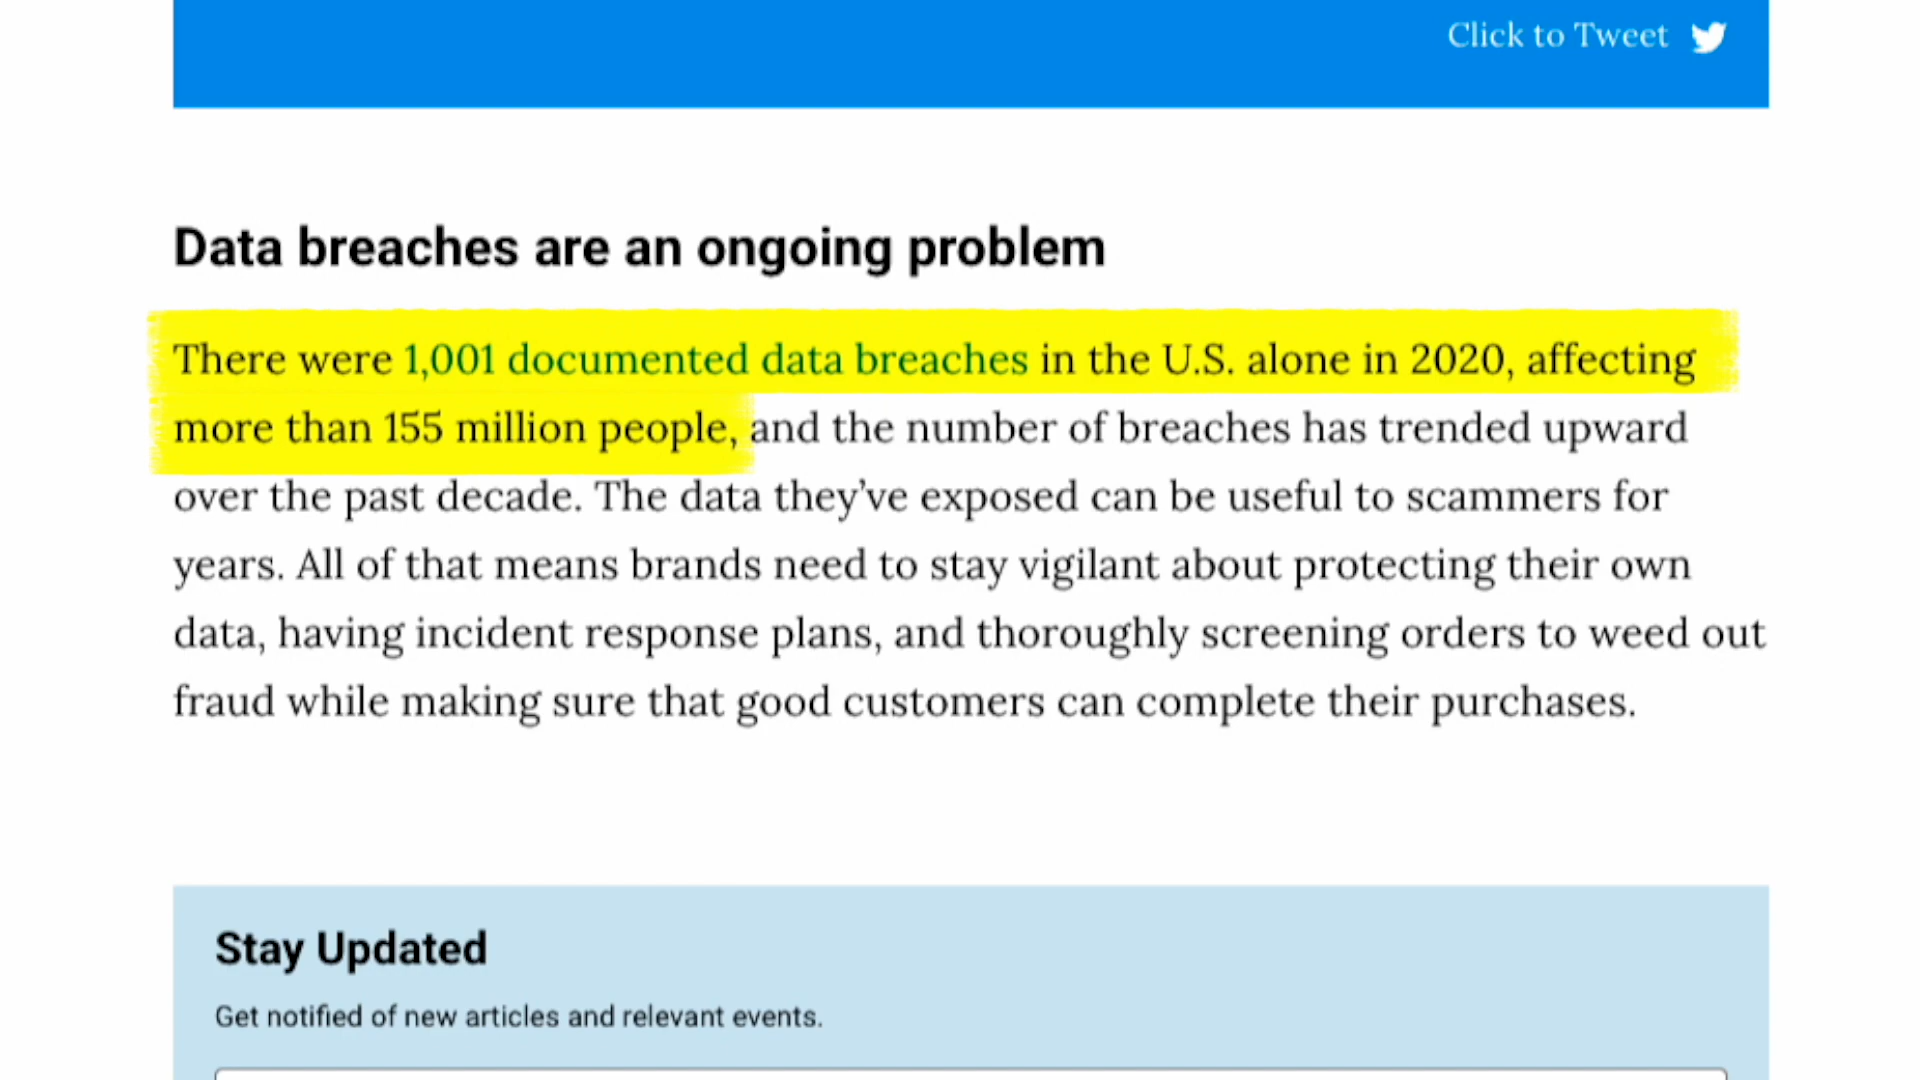 Click to Tweet
Data breaches are an ongoing problem
There were 1,001 documented data breaches in the U.S. alone in 2020, affecting
more than 155 million people, and the number of breaches has trended upward
over the past decade. The data they’ve exposed can be useful to scammers for
years. All of that means brands need to stay vigilant about protecting their own
data, having incident response plans, and thoroughly screening orders to weed out
fraud while making sure that good customers can complete their purchases.
Stay Updated
Get notified of new articles and relevant events.